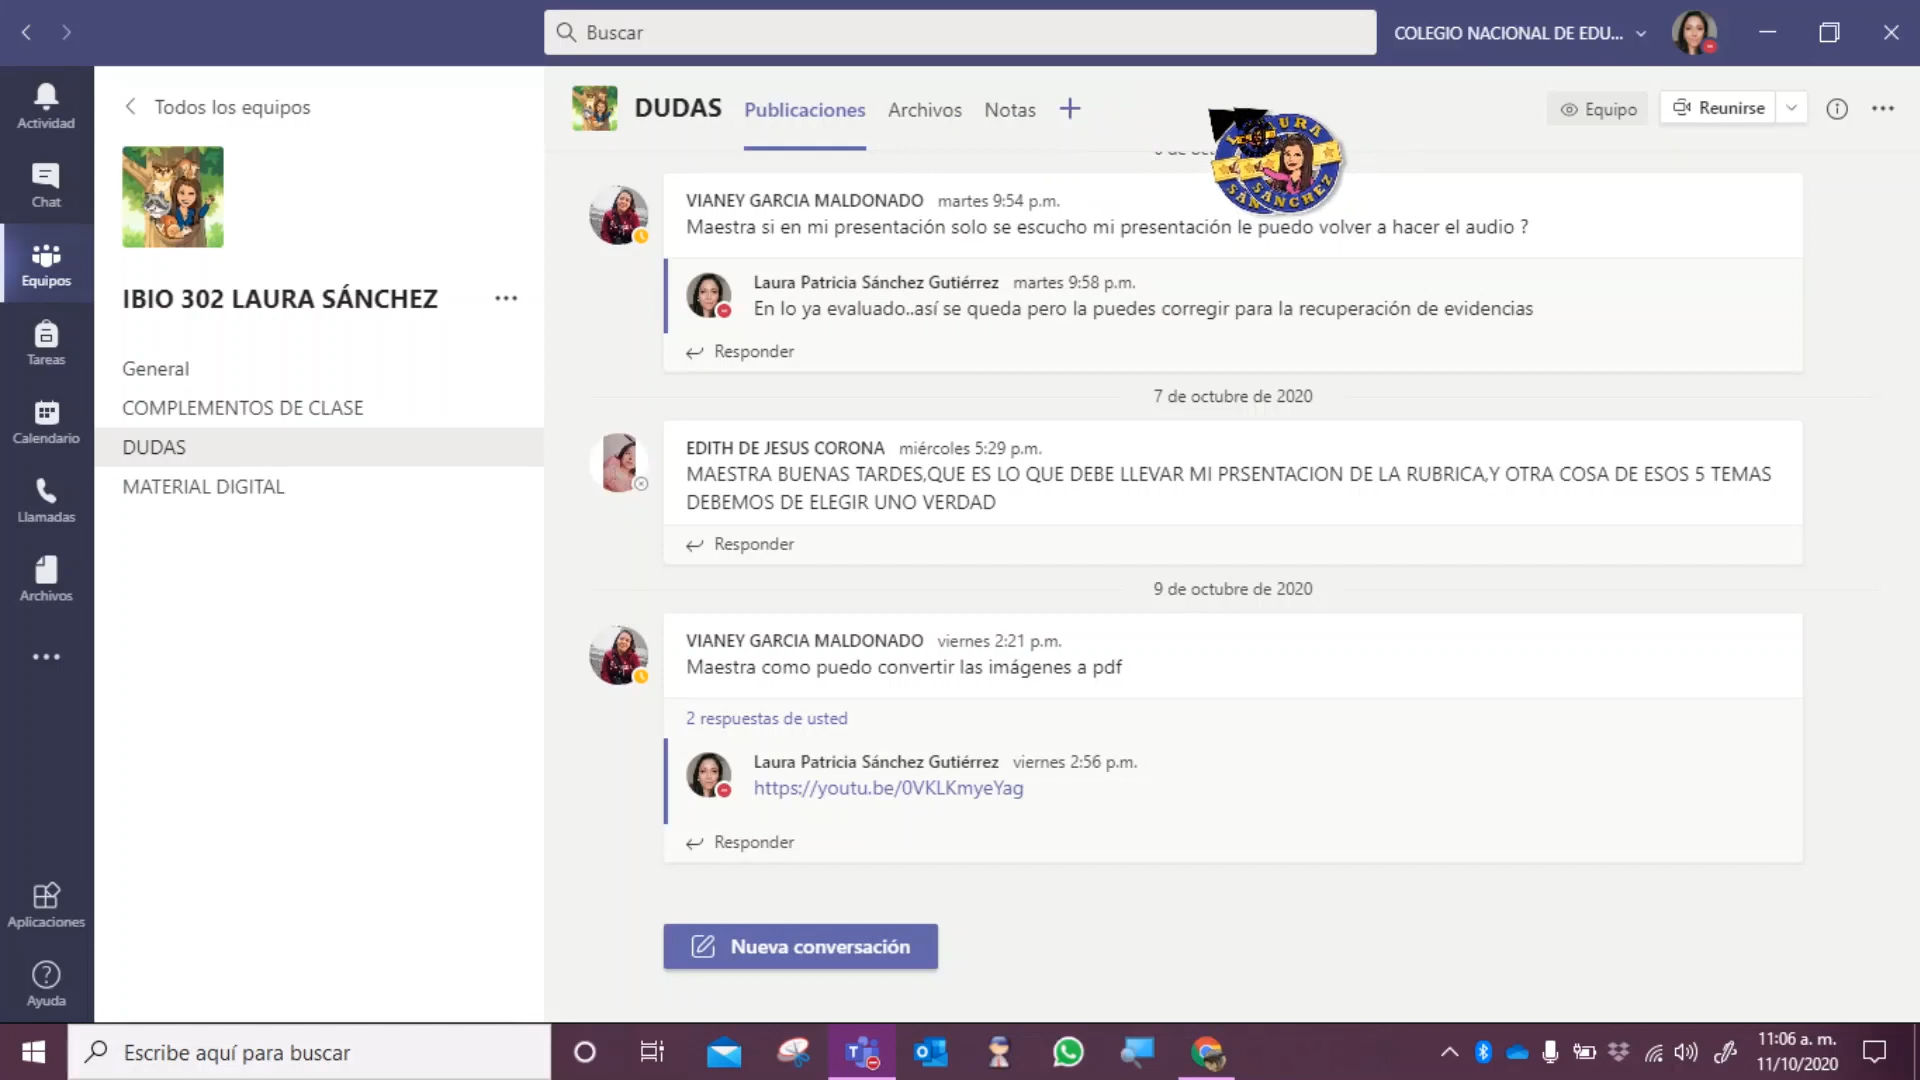 Buscar
COLEGIO NACIONAL DE EDU...
Actividad
Chat
Equipos
Tareas
Calendario
Llamadas
Archivos
Aplicaciones
Ayuda
Todos los equipos
IBIO 302 LAURA SÁNCHEZ
General
COMPLEMENTOS DE CLASE
DUDAS
MATERIAL DIGITAL
DUDAS Publicaciones Archivos Notas
Equipo
Reunirse
SÁNCHEZ
VIANEY GARCIA MALDONADO martes 9:54 p.m.
Maestra si en mi presentación solo se escucho mi presentación le puedo volver a hacer el audio ?
Laura Patricia Sánchez Gutiérrez martes 9:58 p.m.
En lo ya evaluado..así se queda pero la puedes corregir para la recuperación de evidencias
Responder
7 de octubre de 2020
EDITH DE JESUS CORONA miércoles 5:29 p.m.
MAESTRA BUENAS TARDES,QUE ES LO QUE DEBE LLEVAR MI PRSENTACION DE LA RUBRICA,Y OTRA COSA DE ESOS 5 TEMAS
DEBEMOS DE ELEGIR UNO VERDAD
Responder
9 de octubre de 2020
VIANEY GARCIA MALDONADO viernes 2:21 p.m.
Maestra como puedo convertir las imágenes a pdf
2 respuestas de usted
Laura Patricia Sánchez Gutiérrez viernes 2:56 p.m.
https://youtu.be/0VKLKmyeYag
Responder
Nueva conversación
Escribe aquí para buscar
11:06 a. m.
11/10/2020